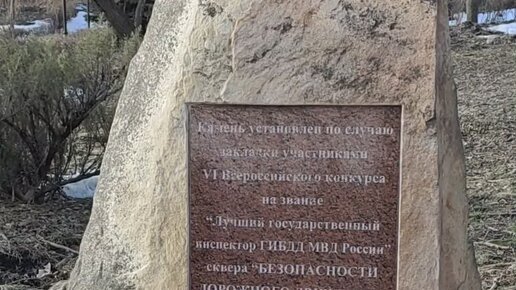 Камень установлен по случаю
закладки участниками
VI Всероссийского конкурса
на звание
“Лучший государственный
инспектор ГИБДД МВД России”
сквера “БЕЗОПАСНОСТИ
ДОРОЖНОГО